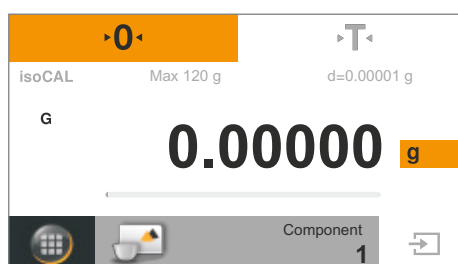 ▸0◂ ▸T◂
isoCAL Max 120 g d=0.00001 g
G
0.00000 g
Component
1